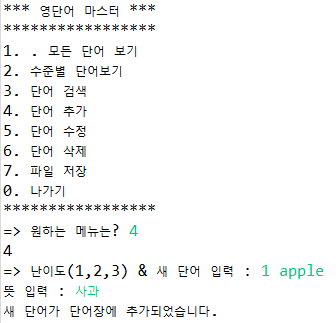 *** 영단어 마스터 ***
*****************
1. . 모든 단어 보기
2. 수준별 단어보기
3. 단어 검색
4. 단어 추가
5. 단어 수정
6. 단어 삭제
7. 파일 저장
0. 나가기
*****************
=> 원하는 메뉴는? 4
4
=> 난이도(1,2,3) & 새 단어 입력 : 1 apple
뜻 입력 : 사과
새 단어가 단어장에 추가되었습니다.